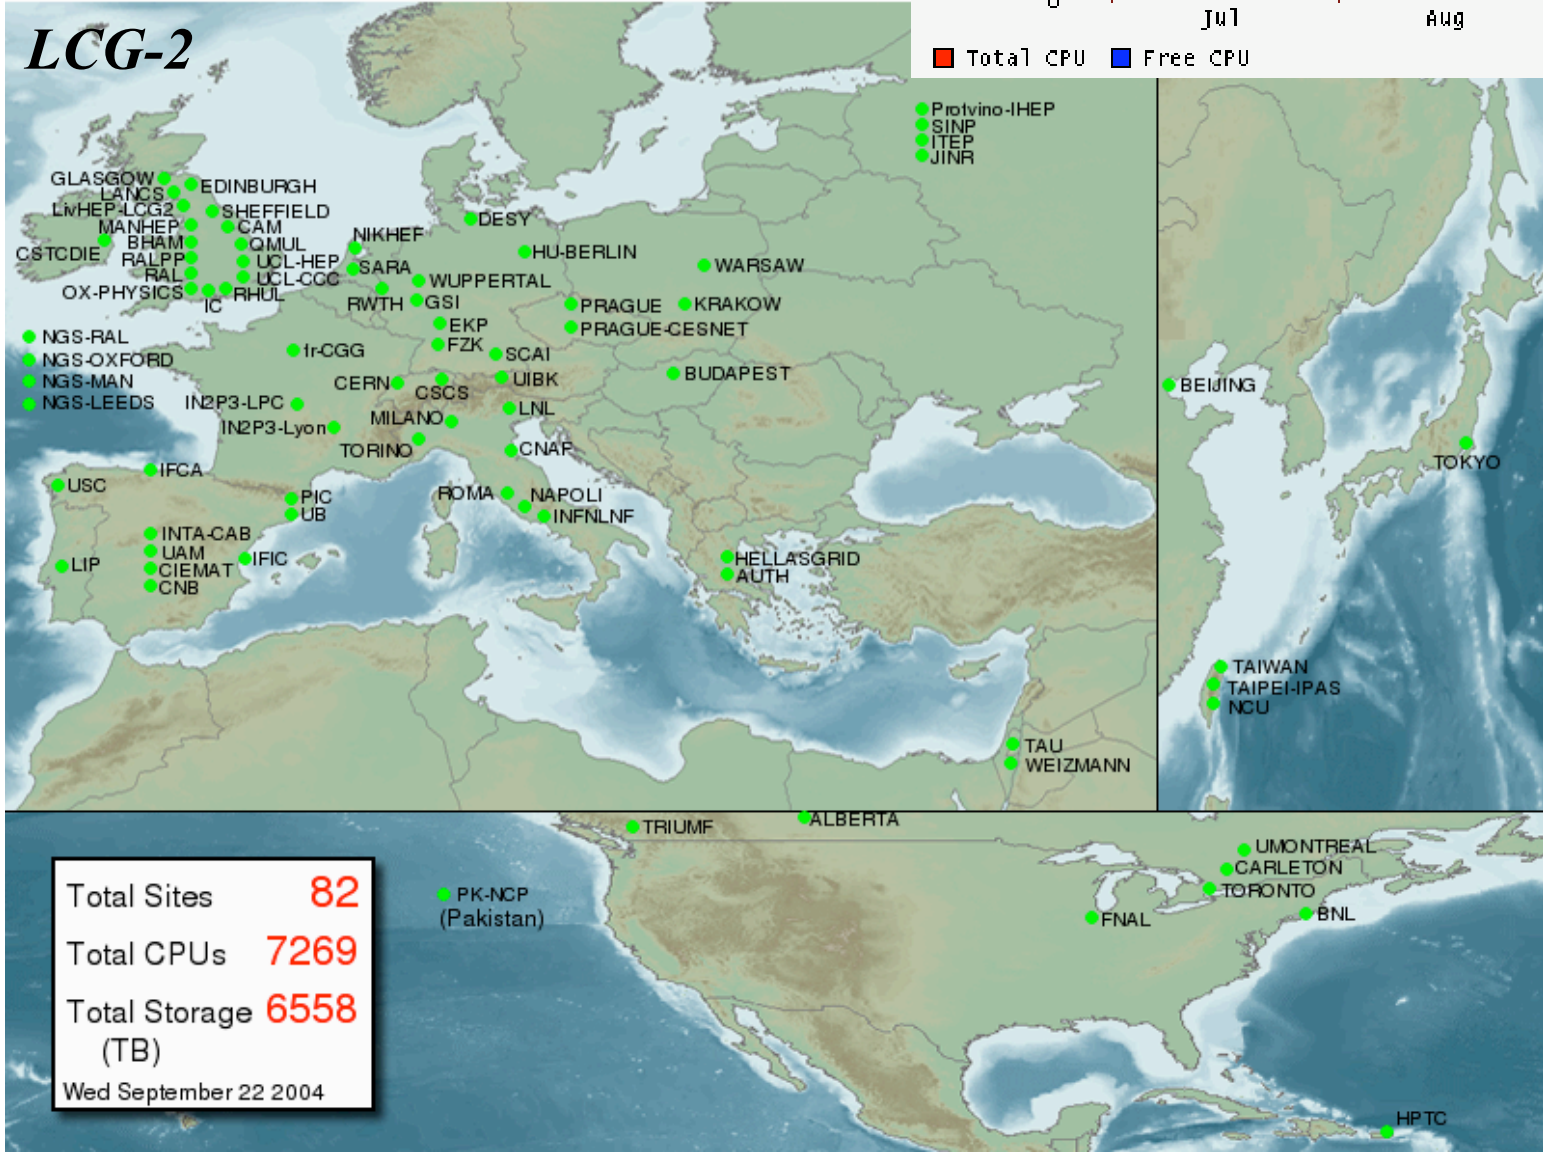 LCG-2
Jul
Aug
Total CPU
Free CPU
Protvino-IHEP
SINP
ITEP
JINR
GLASGOW
EDINBURGH
LANCS
LivHEP-LCG2
SHEFFIELD
MANHEP
CAM
CSTCDIE
BHAM
QMUL
RALPP
UCL-HEP
RAL
UCL-CCC
OX-PHYSICS
IC
RHUL
NGS-RAL
NGS-OXFORD
NGS-MAN
NGS-LEEDS
DESY
NIKHEF
HU-BERLIN
SARA
WARSAW
WUPPERTAL
RWTH
GSI
PRAGUE
KRAKOW
EKP
PRAGUE-CESNET
FZK
fr-CGG
SCAI
CERN
CSCS
UIBK
BUDAPEST
IN2P3-LPC
MILANO
LNL
IN2P3-Lyon
TORINO
CNAF
IFCA
USC
PIC
UB
ROMA
NAPOLI
INFNLNF
INTA-CAB
UAM
IFIC
LIP
CIEMAT
CNB
HELLASGRID
AUTH
TAU
WEIZMANN
BEIJING
TOKYO
TAIWAN
TAIPEI-IPAS
NCU
TRIUMF
ALBERTA
UMONTREAL
CARLETON
TORONTO
BNL
FNAL
PK-NCP
(Pakistan)
HPTC
Total Sites 82
Total CPUs 7269
Total Storage 6558
(TB)
Wed September 22 2004